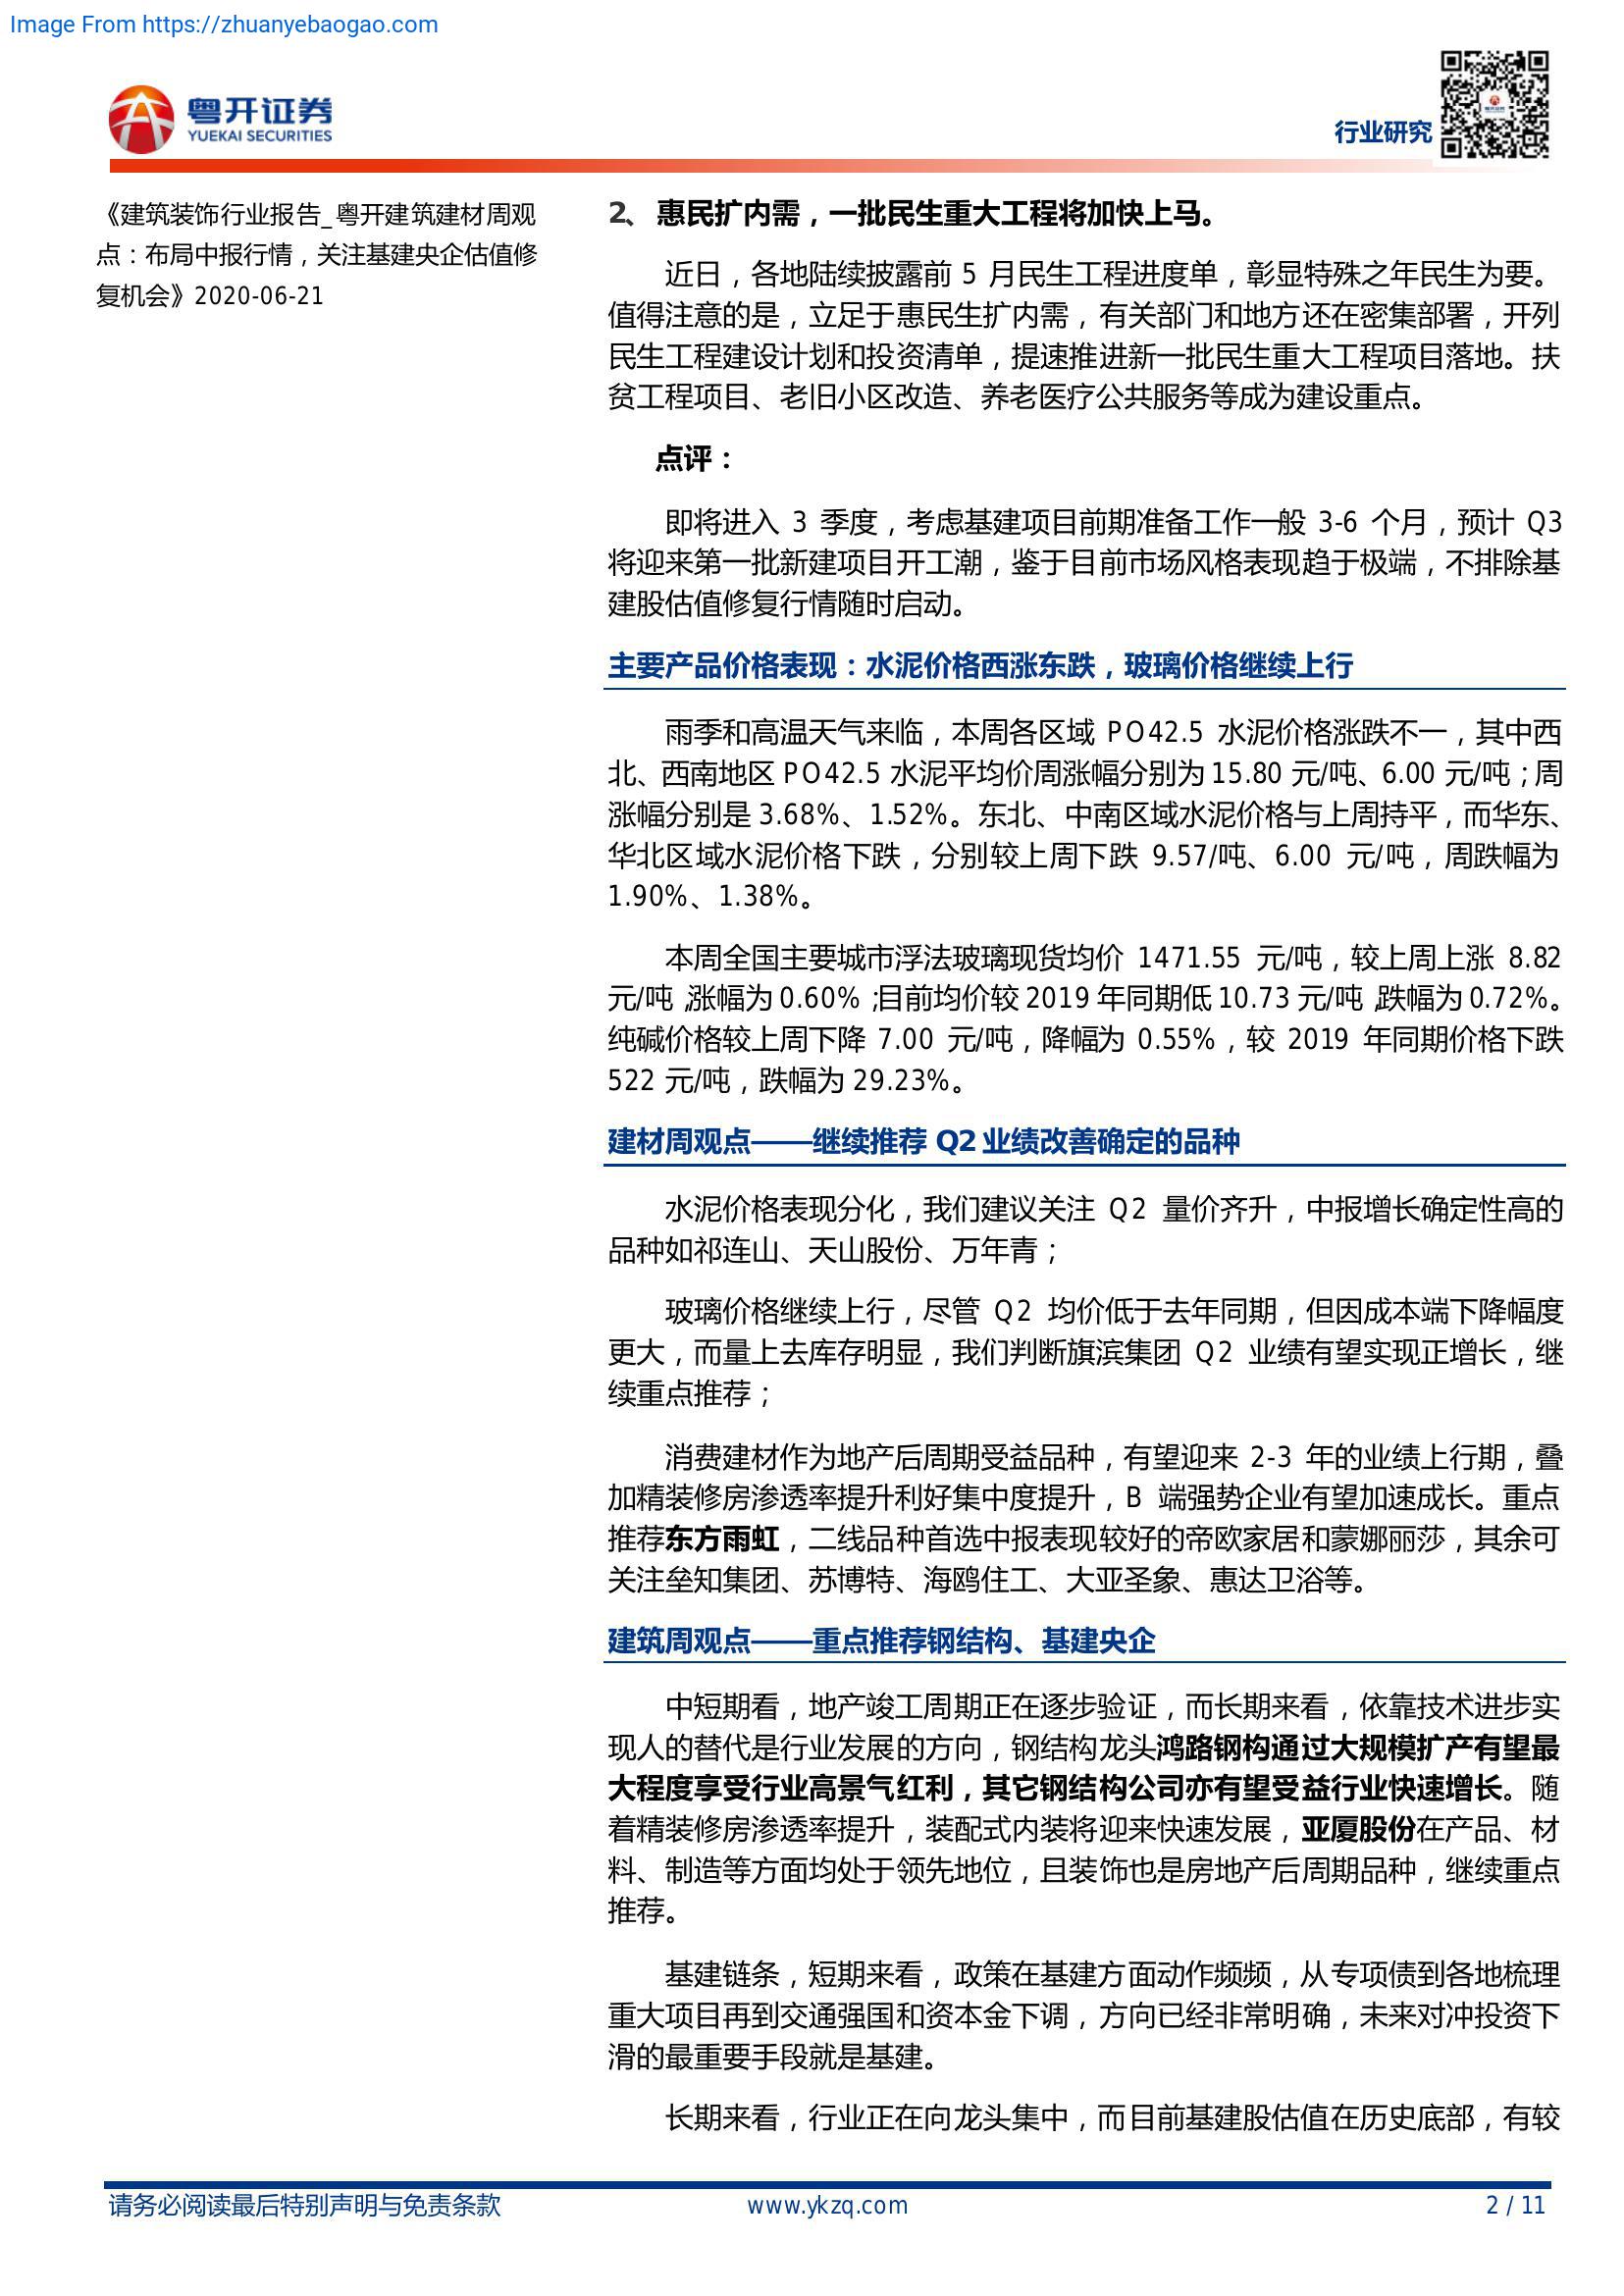 Image From https://zhuanyebaogao.com
粤开证券
YUEKAI SECURITIES
行业研究
《建筑装饰行业报告_粤开建筑建材周观
点：布局中报行情，关注基建央企估值修
复机会》2020-06-21
2、 惠民扩内需，一批民生重大工程将加快上马。
近日，各地陆续披露前 5 月民生工程进度单，彰显特殊之年民生为要。
值得注意的是，立足于惠民生扩内需，有关部门和地方还在密集部署，开列
民生工程建设计划和投资清单，提速推进新一批民生重大工程项目落地。扶
贫工程项目、老旧小区改造、养老医疗公共服务等成为建设重点。
点评：
即将进入 3 季度，考虑基建项目前期准备工作一般 3-6 个月，预计 Q3
将迎来第一批新建项目开工潮，鉴于目前市场风格表现趋于极端，不排除基
建股估值修复行情随时启动。
主要产品价格表现：水泥价格西涨东跌，玻璃价格继续上行
雨季和高温天气来临，本周各区域 PO42.5 水泥价格涨跌不一，其中西
北、西南地区 PO42.5 水泥平均价周涨幅分别为 15.80 元/吨、6.00 元/吨；周
涨幅分别是 3.68%、1.52%。东北、中南区域水泥价格与上周持平，而华东、
华北区域水泥价格下跌，分别较上周下跌 9.57/吨、6.00 元/吨，周跌幅为
1.90%、1.38%。
本周全国主要城市浮法玻璃现货均价 1471.55 元/吨，较上周上涨 8.82
元/吨，涨幅为 0.60%；目前均价较 2019 年同期低 10.73 元/吨，跌幅为 0.72%。
纯碱价格较上周下降 7.00 元/吨，降幅为 0.55%，较 2019 年同期价格下跌
522 元/吨，跌幅为 29.23%。
建材周观点——继续推荐 Q2 业绩改善确定的品种
水泥价格表现分化，我们建议关注 Q2 量价齐升，中报增长确定性高的
品种如祁连山、天山股份、万年青；
玻璃价格继续上行，尽管 Q2 均价低于去年同期，但因成本端下降幅度
更大，而量上去库存明显，我们判断旗滨集团 Q2 业绩有望实现正增长，继
续重点推荐；
消费建材作为地产后周期受益品种，有望迎来 2-3 年的业绩上行期，叠
加精装修房渗透率提升利好集中度提升，B 端强势企业有望加速成长。重点
推荐东方雨虹，二线品种首选中报表现较好的帝欧家居和蒙娜丽莎，其余可
关注垒知集团、苏博特、海鸥住工、大亚圣象、惠达卫浴等。
建筑周观点——重点推荐钢结构、基建央企
中短期看，地产竣工周期正在逐步验证，而长期来看，依靠技术进步实
现人的替代是行业发展的方向，钢结构龙头鸿路钢构通过大规模扩产有望最
大程度享受行业高景气红利，其它钢结构公司亦有望受益行业快速增长。随
着精装修房渗透率提升，装配式内装将迎来快速发展，亚厦股份在产品、材
料、制造等方面均处于领先地位，且装饰也是房地产后周期品种，继续重点
推荐。
基建链条，短期来看，政策在基建方面动作频频，从专项债到各地梳理
重大项目再到交通强国和资本金下调，方向已经非常明确，未来对冲投资下
滑的最重要手段就是基建。
长期来看，行业正在向龙头集中，而目前基建股估值在历史底部，有较
请务必阅读最后特别声明与免责条款
www.ykzq.com
2 / 11